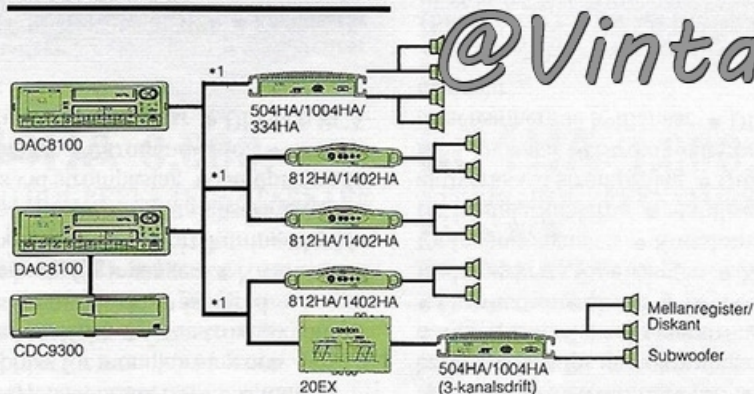 @Vinta
*1
504HA/1004HA/
334HA
DAC8100
*1
812HA/1402HA
812HA/1402HA
DAC8100
*1
812HA/1402HA
CDC9300
Clarion
20EX
504HA/1004HA
(3-kanalsdrift)
Mellanregister/
Diskant
Subwoofer